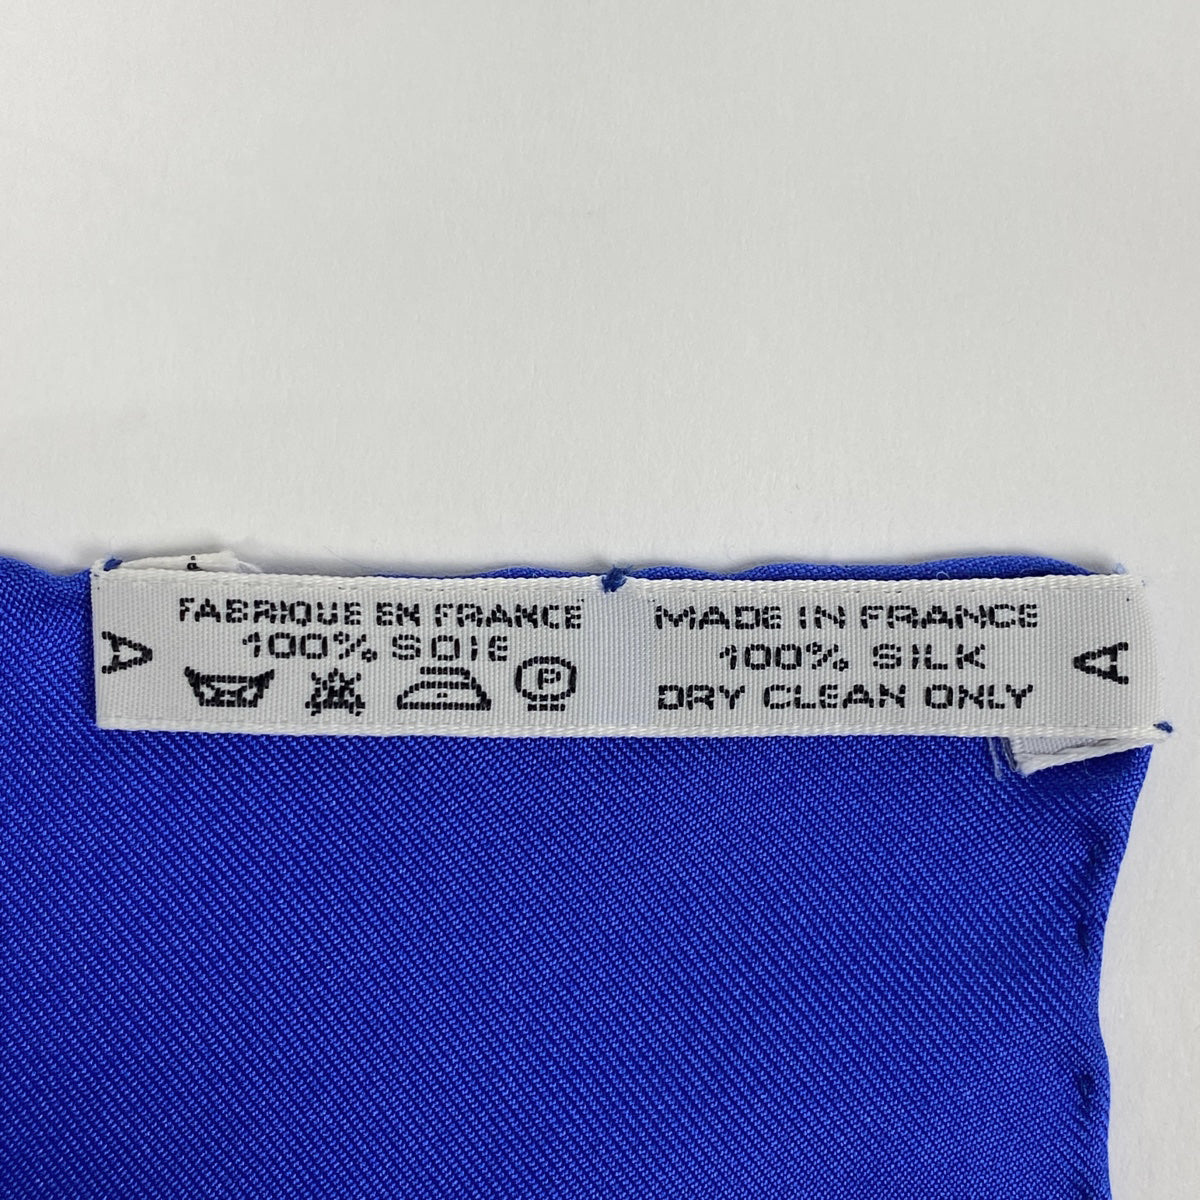 FABRIQUE EN FRANCE
100% SOIE
P
MADE IN FRANCE
100% SILK
DRY CLEAN ONLY
A
A